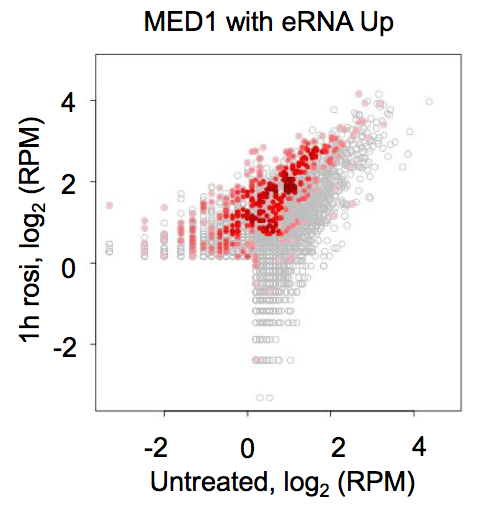 MED1 with eRNA Up
1h rosi, log2 (RPM)
4
2
0
-2
-2 0 2 4
Untreated, log2 (RPM)